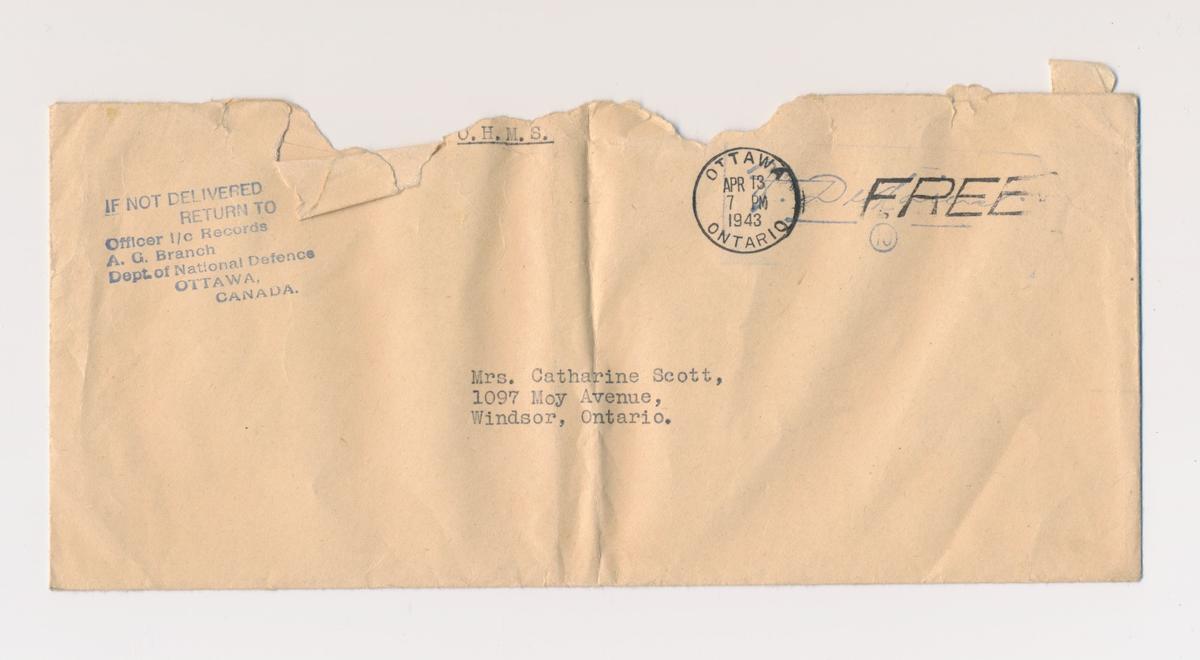 O.H.M.S.
IF NOT DELIVERED
RETURN TO
Officer i/c Records
A. G. Branch
Dept. of National Defence
OTTAWA,
CANADA.
OTTAWA
APR 13
7 PM
1943
ONTARIO
FREE
10
Mrs. Catharine Scott,
1097 Moy Avenue,
Windsor, Ontario.